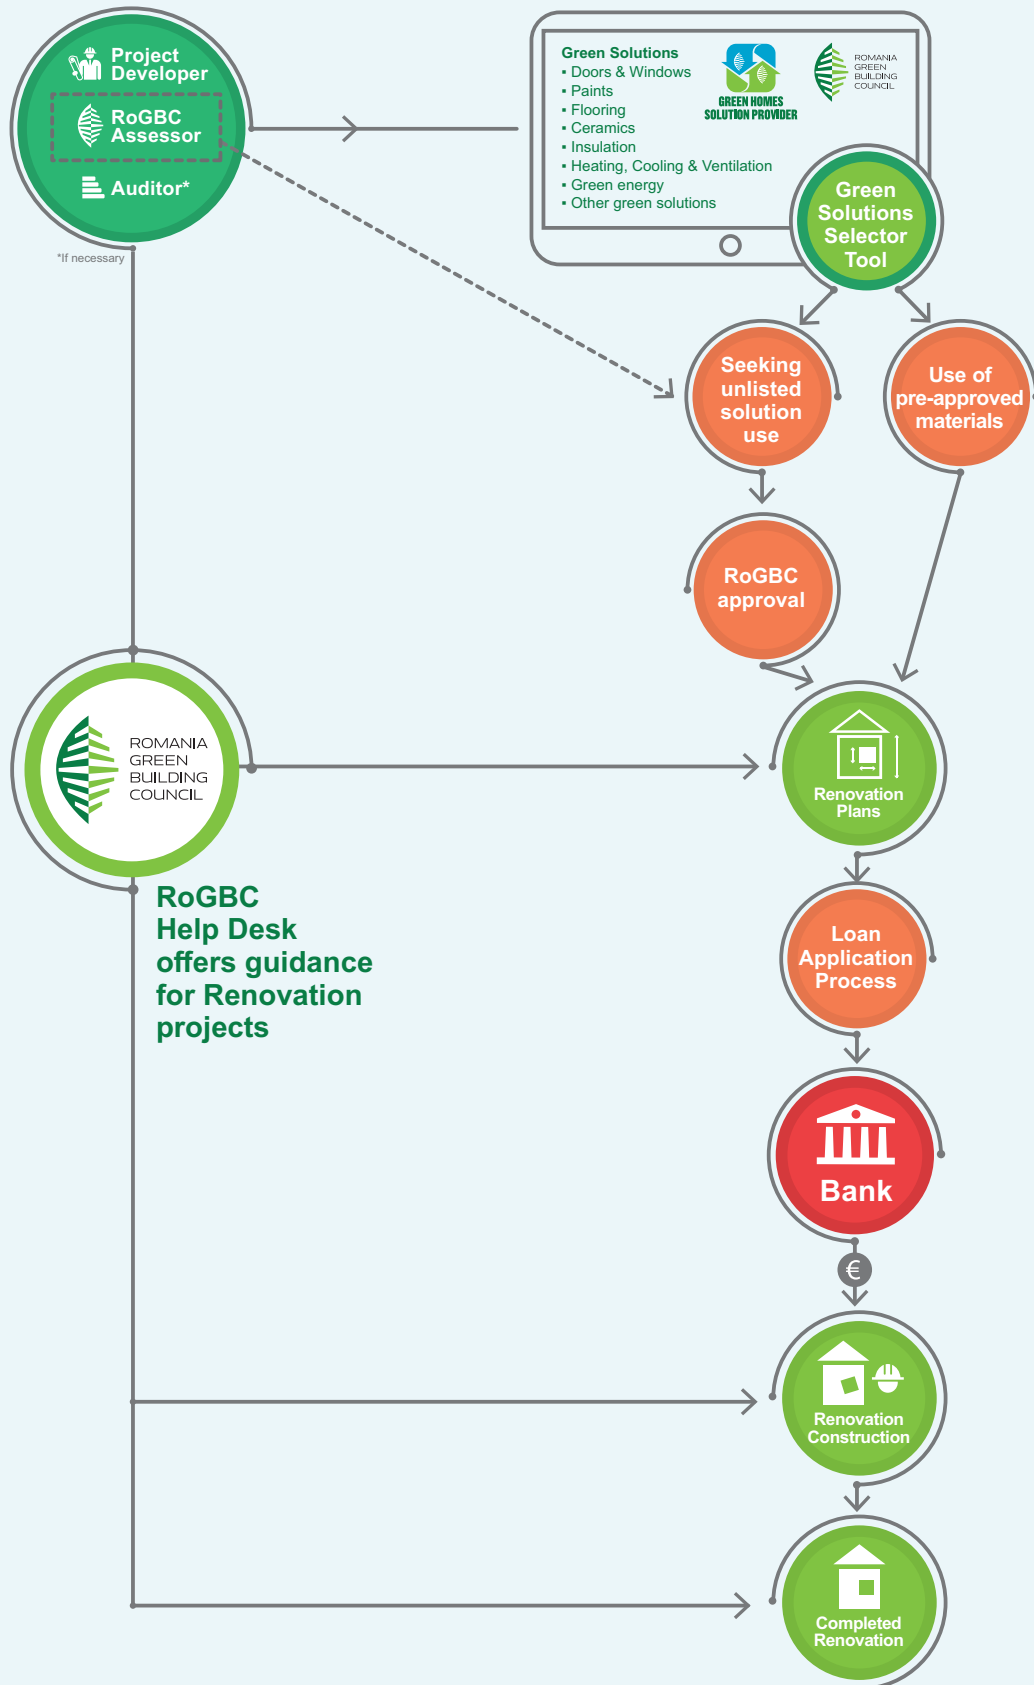 Project
Developer
RoGBC
Assessor
Auditor*
*If necessary
Green Solutions
▪ Doors & Windows
▪ Paints
▪ Flooring
▪ Ceramics
▪ Insulation
▪ Heating, Cooling & Ventilation
▪ Green energy
▪ Other green solutions
GREEN HOMES
SOLUTION PROVIDER
ROMANIA
GREEN
BUILDING
COUNCIL
Green
Solutions
Selector
Tool
Seeking
unlisted
solution
use
Use of
pre-approved
materials
RoGBC
approval
ROMANIA
GREEN
BUILDING
COUNCIL
Renovation
Plans
RoGBC
Help Desk
offers guidance
for Renovation
projects
Loan
Application
Process
Bank
€
Renovation
Construction
Completed
Renovation